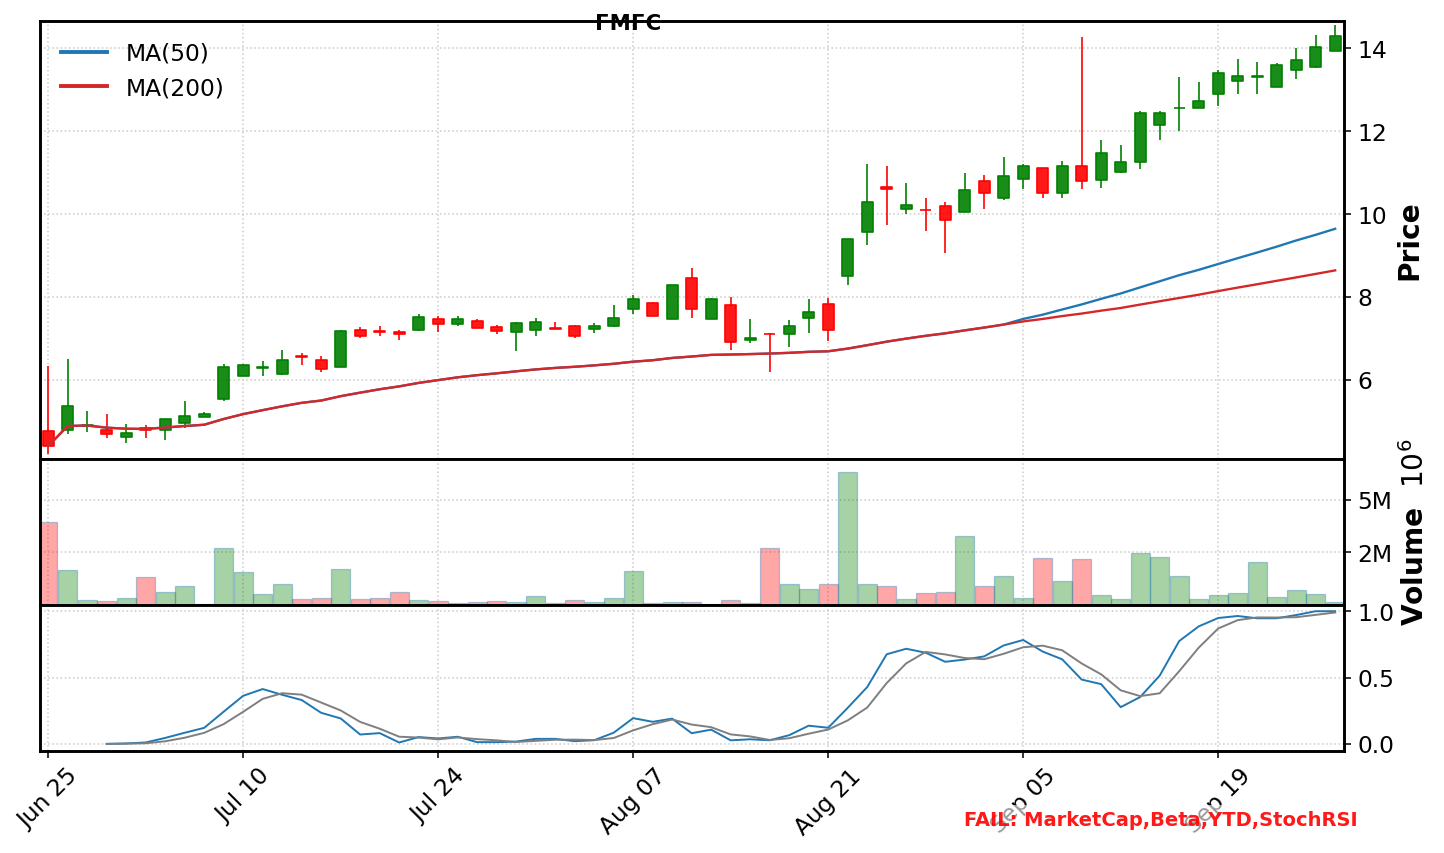 FMFC
MA(50)
MA(200)
14
12
10
8
6
Price
10^6
5M
2M
Volume
1.0
0.5
0.0
Jun 25
Jul 10
Jul 24
Aug 07
Aug 21
Sep 05
Sep 19
FAIL: MarketCap,Beta,YTD,StochRSI